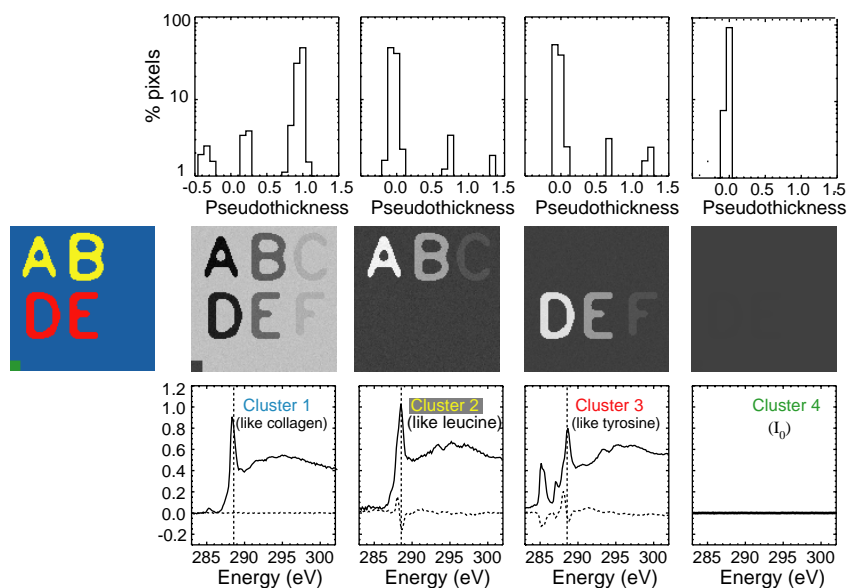 % pixels
100
10
1
-0.5 0.0 0.5 1.0 1.5
0.0 0.5 1.0 1.5
0.0 0.5 1.0 1.5
0.0 0.5 1.0 1.5
Pseudothickness
Pseudothickness
Pseudothickness
Pseudothickness
A B
D E
A B C
D E F
A B C
D E F
1.2
1.0
0.8
0.6
0.4
0.2
0.0
-0.2
Cluster 1
(like collagen)
Cluster 2
(like leucine)
Cluster 3
(like tyrosine)
Cluster 4
(I0)
285 290 295 300
285 290 295 300
285 290 295 300
285 290 295 300
Energy (eV)
Energy (eV)
Energy (eV)
Energy (eV)